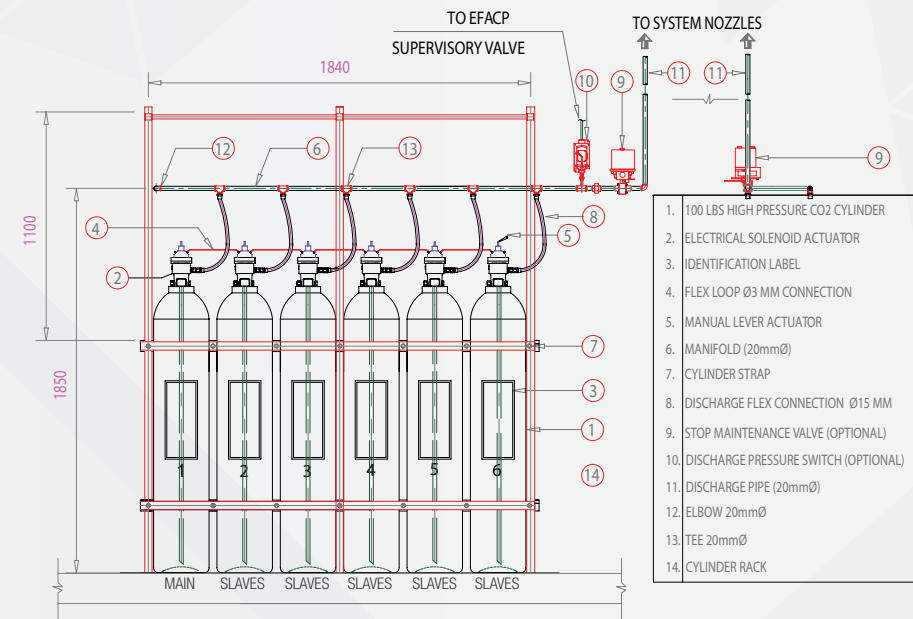 TO EFACP
SUPERVISORY VALVE
TO SYSTEM NOZZLES
1840
10
9
11
11
12
6
13
9
8
1100
4
5
2
1850
7
3
1
14
1
2
3
4
5
6
MAIN
SLAVES
SLAVES
SLAVES
SLAVES
SLAVES
1. 100 LBS HIGH PRESSURE CO2 CYLINDER
2. ELECTRICAL SOLENOID ACTUATOR
3. IDENTIFICATION LABEL
4. FLEX LOOP Ø3 MM CONNECTION
5. MANUAL LEVER ACTUATOR
6. MANIFOLD (20mmØ)
7. CYLINDER STRAP
8. DISCHARGE FLEX CONNECTION Ø15 MM
9. STOP MAINTENANCE VALVE (OPTIONAL)
10. DISCHARGE PRESSURE SWITCH (OPTIONAL)
11. DISCHARGE PIPE (20mmØ)
12. ELBOW 20mmØ
13. TEE 20mmØ
14. CYLINDER RACK